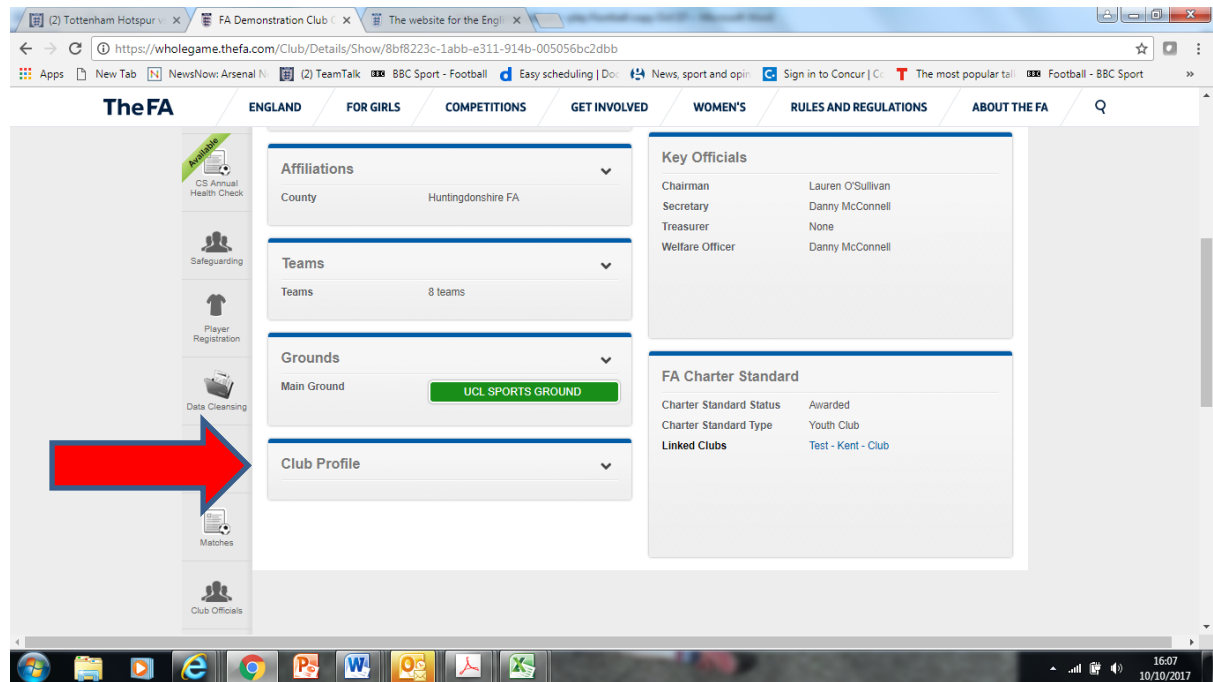 (2) Tottenham Hotspur v
FA Demonstration Club C
The website for the Engli
https://wholegame.thefa.com/Club/Details/Show/8bf8223c-1abb-e311-914b-005056bc2dbb
Apps New Tab NewsNow: Arsenal N (2) TeamTalk BBC Sport - Football Easy scheduling | Doo News, sport and opin Sign in to Concur | Co The most popular tal Football - BBC Sport »
TheFA ENGLAND FOR GIRLS COMPETITIONS GET INVOLVED WOMEN'S RULES AND REGULATIONS ABOUT THE FA
Available
CS Annual
Health Check
Safeguarding
Player
Registration
Data Cleansing
Matches
Club Officials
Affiliations
County Huntingdonshire FA
Teams
Teams 8 teams
Grounds
Main Ground UCL SPORTS GROUND
Club Profile
Key Officials
Chairman Lauren O'Sullivan
Secretary Danny McConnell
Treasurer None
Welfare Officer Danny McConnell
FA Charter Standard
Charter Standard Status Awarded
Charter Standard Type Youth Club
Linked Clubs Test - Kent - Club
16:07
10/10/2017